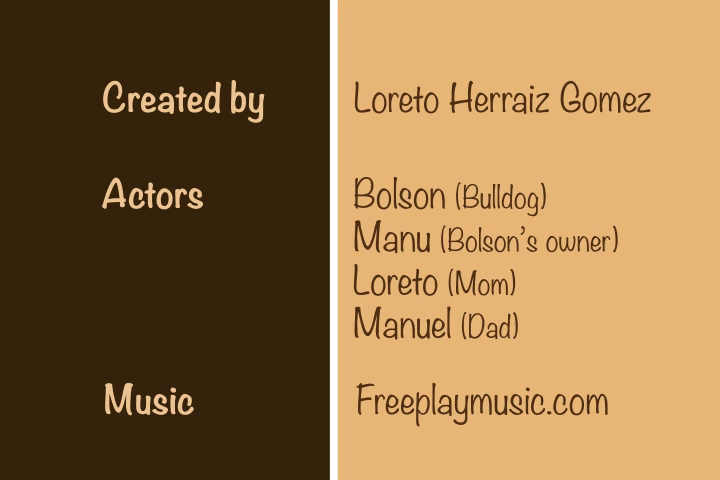 Created by Loreto Herraiz Gomez
Actors Bolson (Bulldog)
Manu (Bolson's owner)
Loreto (Mom)
Manuel (Dad)
Music Freeplaymusic.com